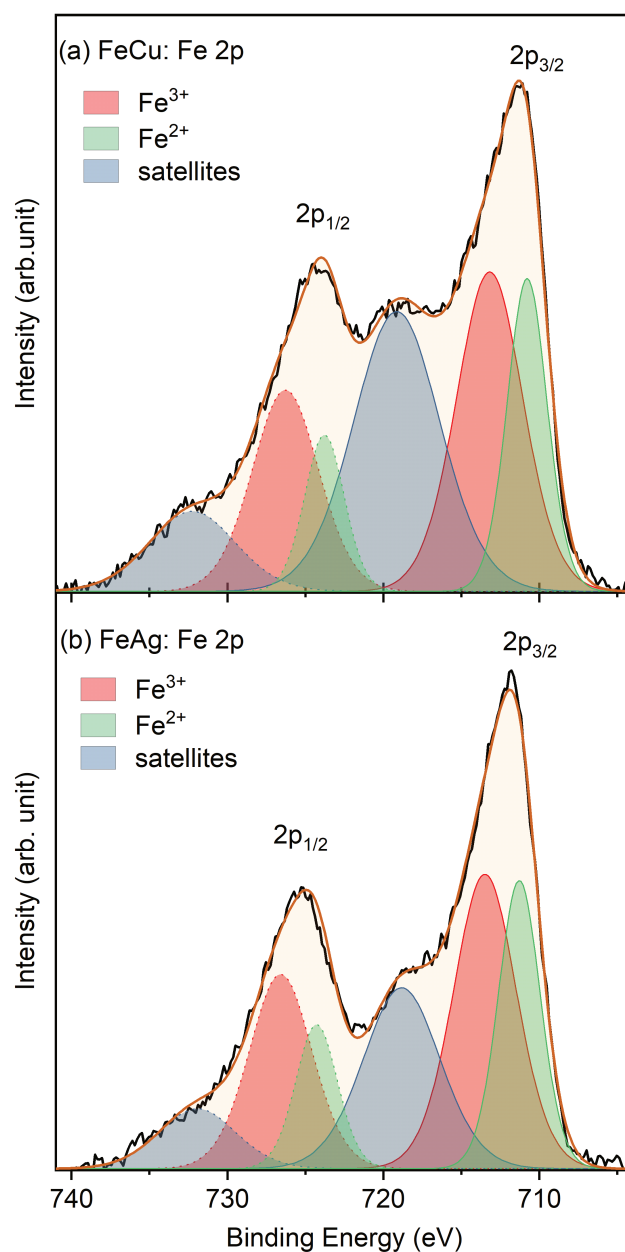 (a) FeCu: Fe 2p
2p3/2
Fe3+
Fe2+
satellites
2p1/2
Intensity (arb.unit)
(b) FeAg: Fe 2p
2p3/2
Fe3+
Fe2+
satellites
2p1/2
Intensity (arb. unit)
740 730 720 710
Binding Energy (eV)